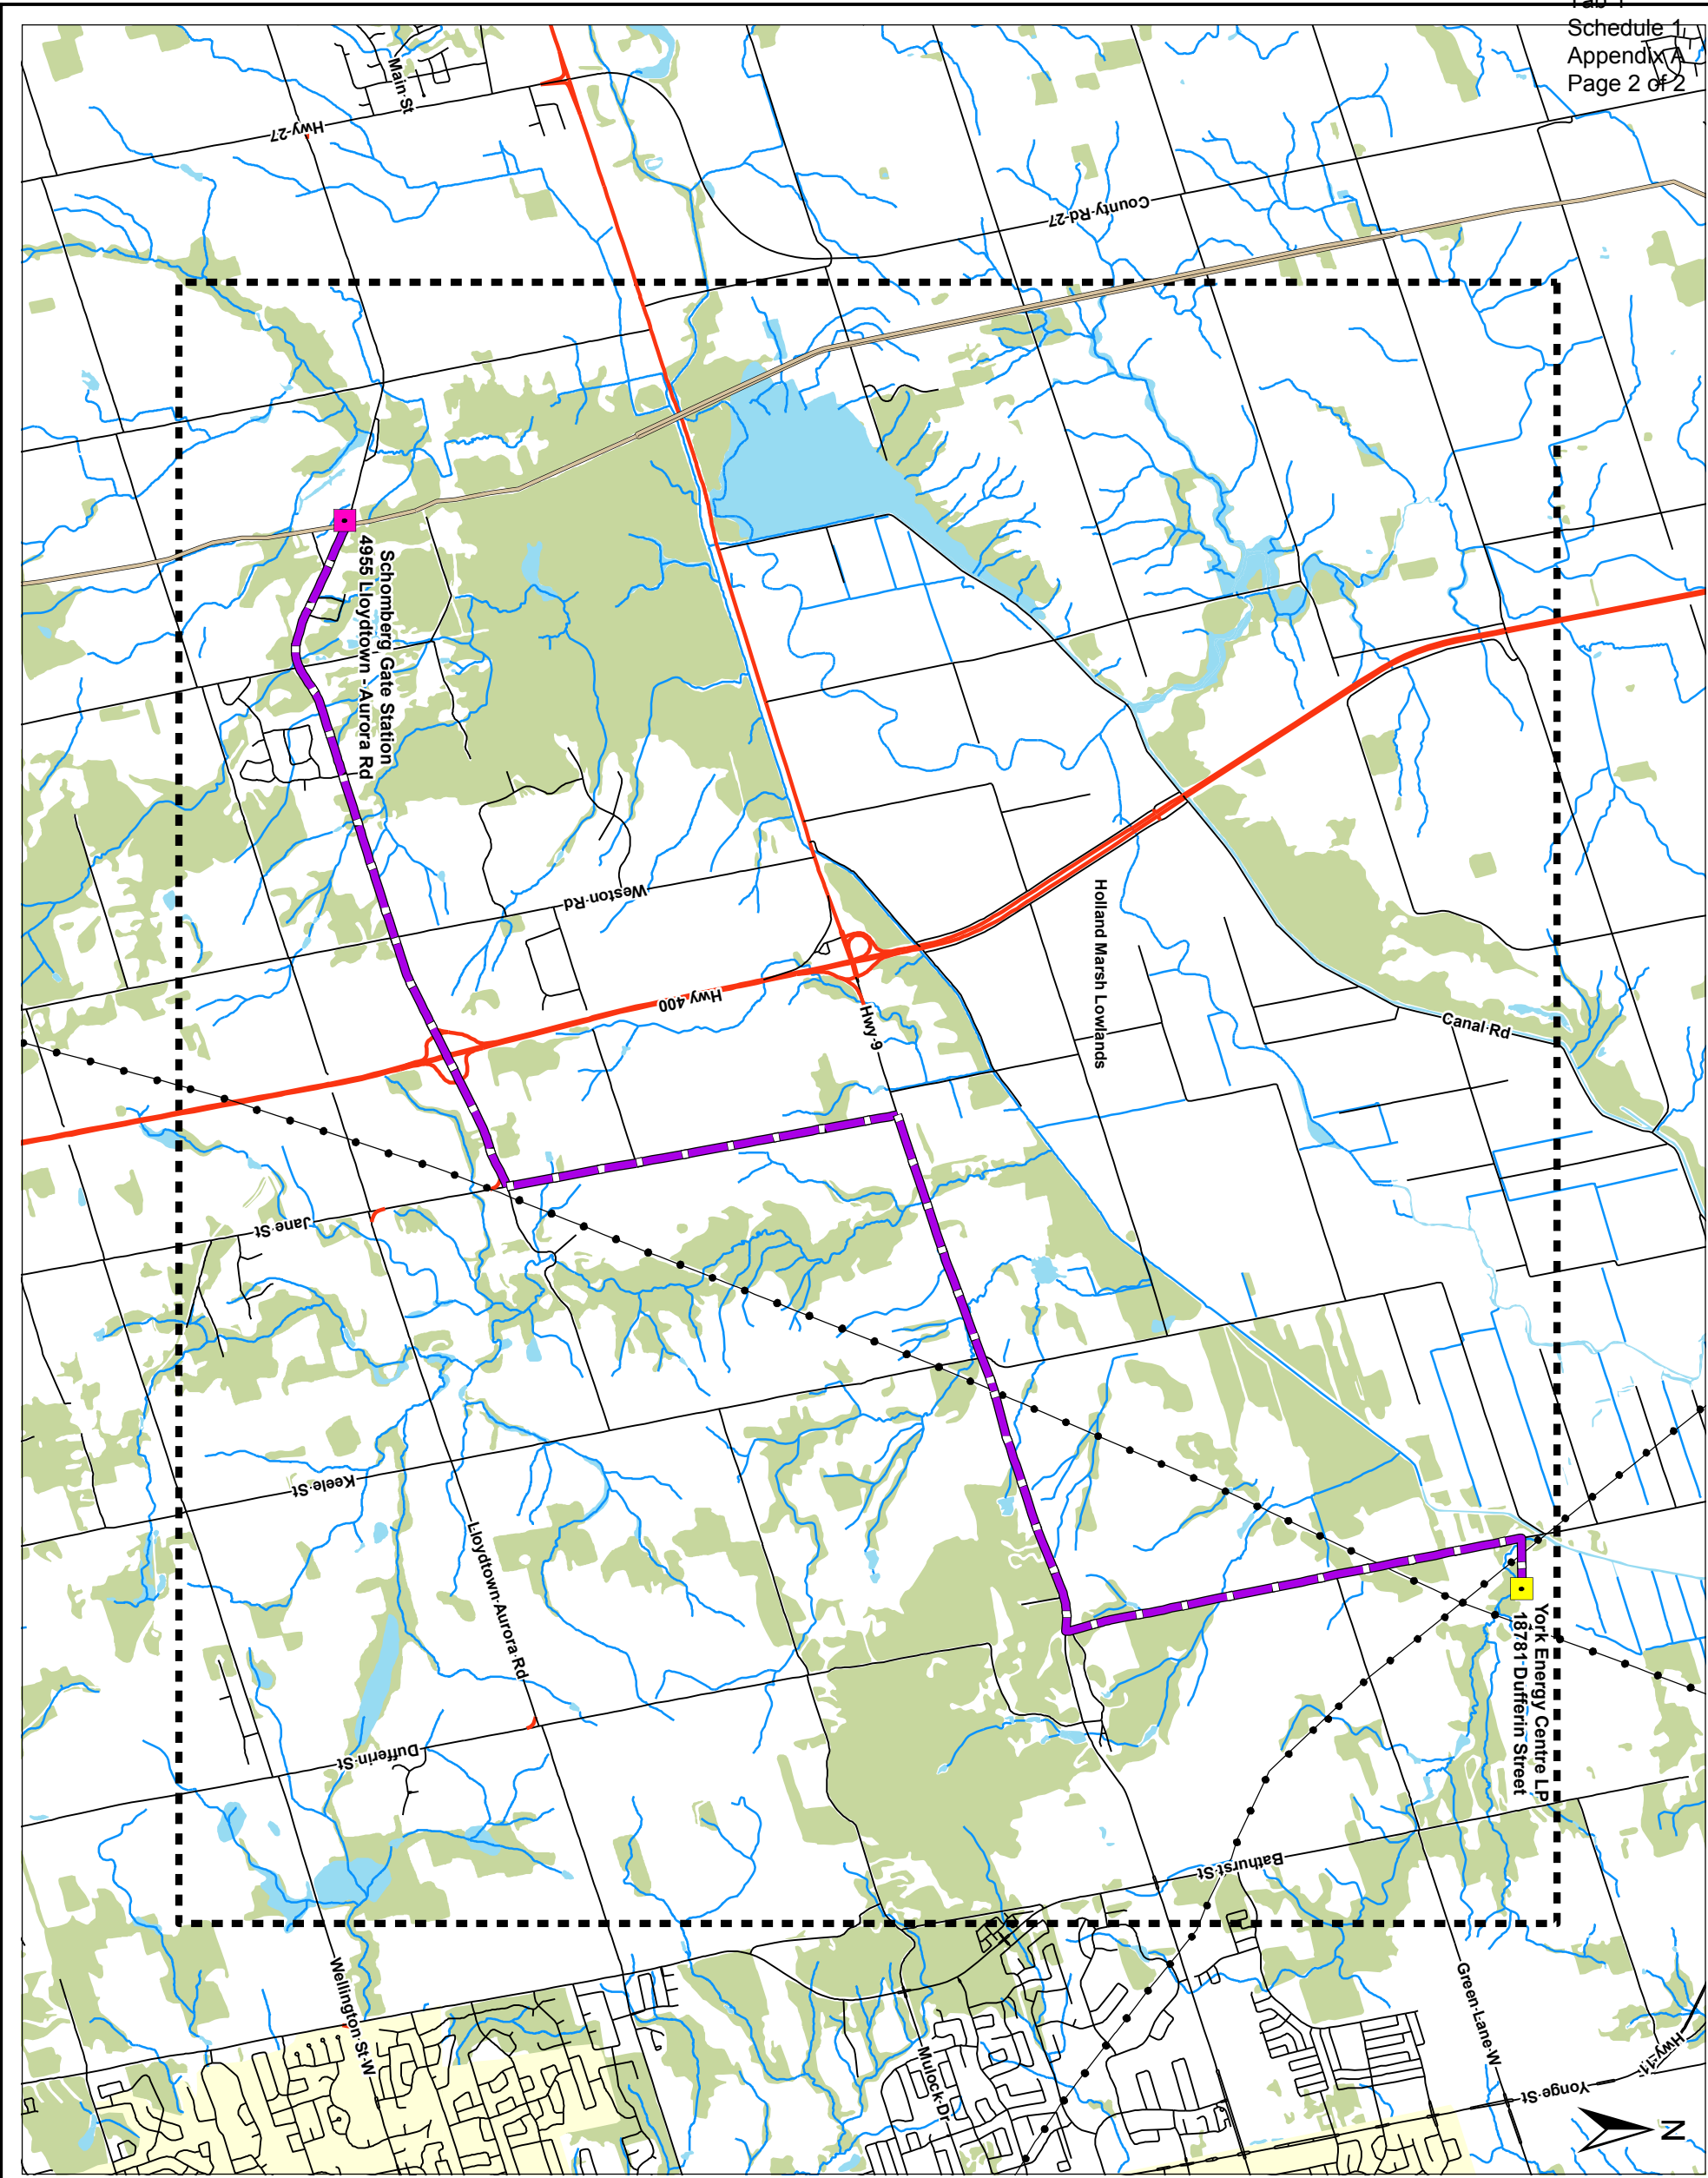 Tab 1
Schedule 1
Appendix A
Page 2 of 2
Main St
Hwy 27
County Rd 27
Schomberg Gate Station
4955 Lloydtown - Aurora Rd
Weston Rd
Hwy 400
Hwy 9
Holland Marsh Lowlands
Canal Rd
Jane St
Keele St
Lloydtown Aurora Rd
York Energy Centre LP
18781 Dufferin Street
Dufferin St
Bathurst St
Wellington St W
Mulock Dr
Green Lane W
Hwy 11
Yonge St
N